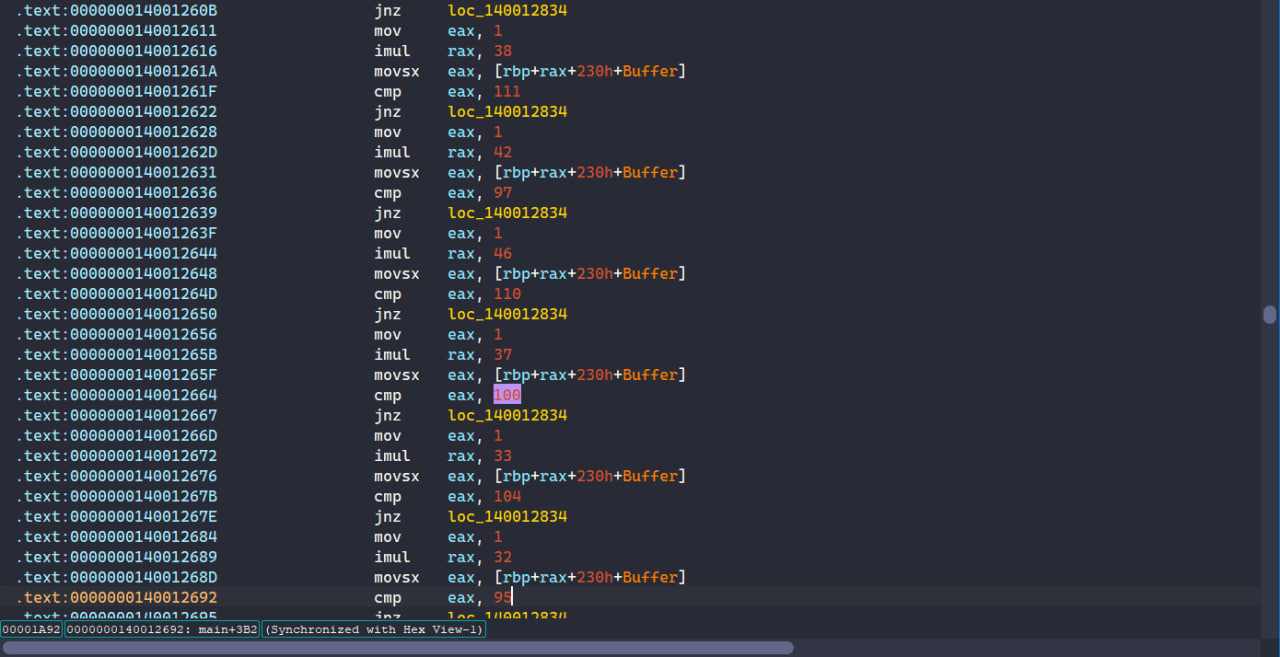 .text:000000014001260B jnz loc_140012834
.text:0000000140012611 mov eax, 1
.text:0000000140012616 imul rax, 38
.text:000000014001261A movsx eax, [rbp+rax+230h+Buffer]
.text:000000014001261F cmp eax, 111
.text:0000000140012622 jnz loc_140012834
.text:0000000140012628 mov eax, 1
.text:000000014001262D imul rax, 42
.text:0000000140012631 movsx eax, [rbp+rax+230h+Buffer]
.text:0000000140012636 cmp eax, 97
.text:0000000140012639 jnz loc_140012834
.text:000000014001263F mov eax, 1
.text:0000000140012644 imul rax, 46
.text:0000000140012648 movsx eax, [rbp+rax+230h+Buffer]
.text:000000014001264D cmp eax, 110
.text:0000000140012650 jnz loc_140012834
.text:0000000140012656 mov eax, 1
.text:000000014001265B imul rax, 37
.text:000000014001265F movsx eax, [rbp+rax+230h+Buffer]
.text:0000000140012664 cmp eax, 100
.text:0000000140012667 jnz loc_140012834
.text:000000014001266D mov eax, 1
.text:0000000140012672 imul rax, 33
.text:0000000140012676 movsx eax, [rbp+rax+230h+Buffer]
.text:000000014001267B cmp eax, 104
.text:000000014001267E jnz loc_140012834
.text:0000000140012684 mov eax, 1
.text:0000000140012689 imul rax, 32
.text:000000014001268D movsx eax, [rbp+rax+230h+Buffer]
.text:0000000140012692 cmp eax, 95
.text:0000000140012695 jnz loc_140012834
00001A92 0000000140012692: main+3B2 (Synchronized with Hex View-1)